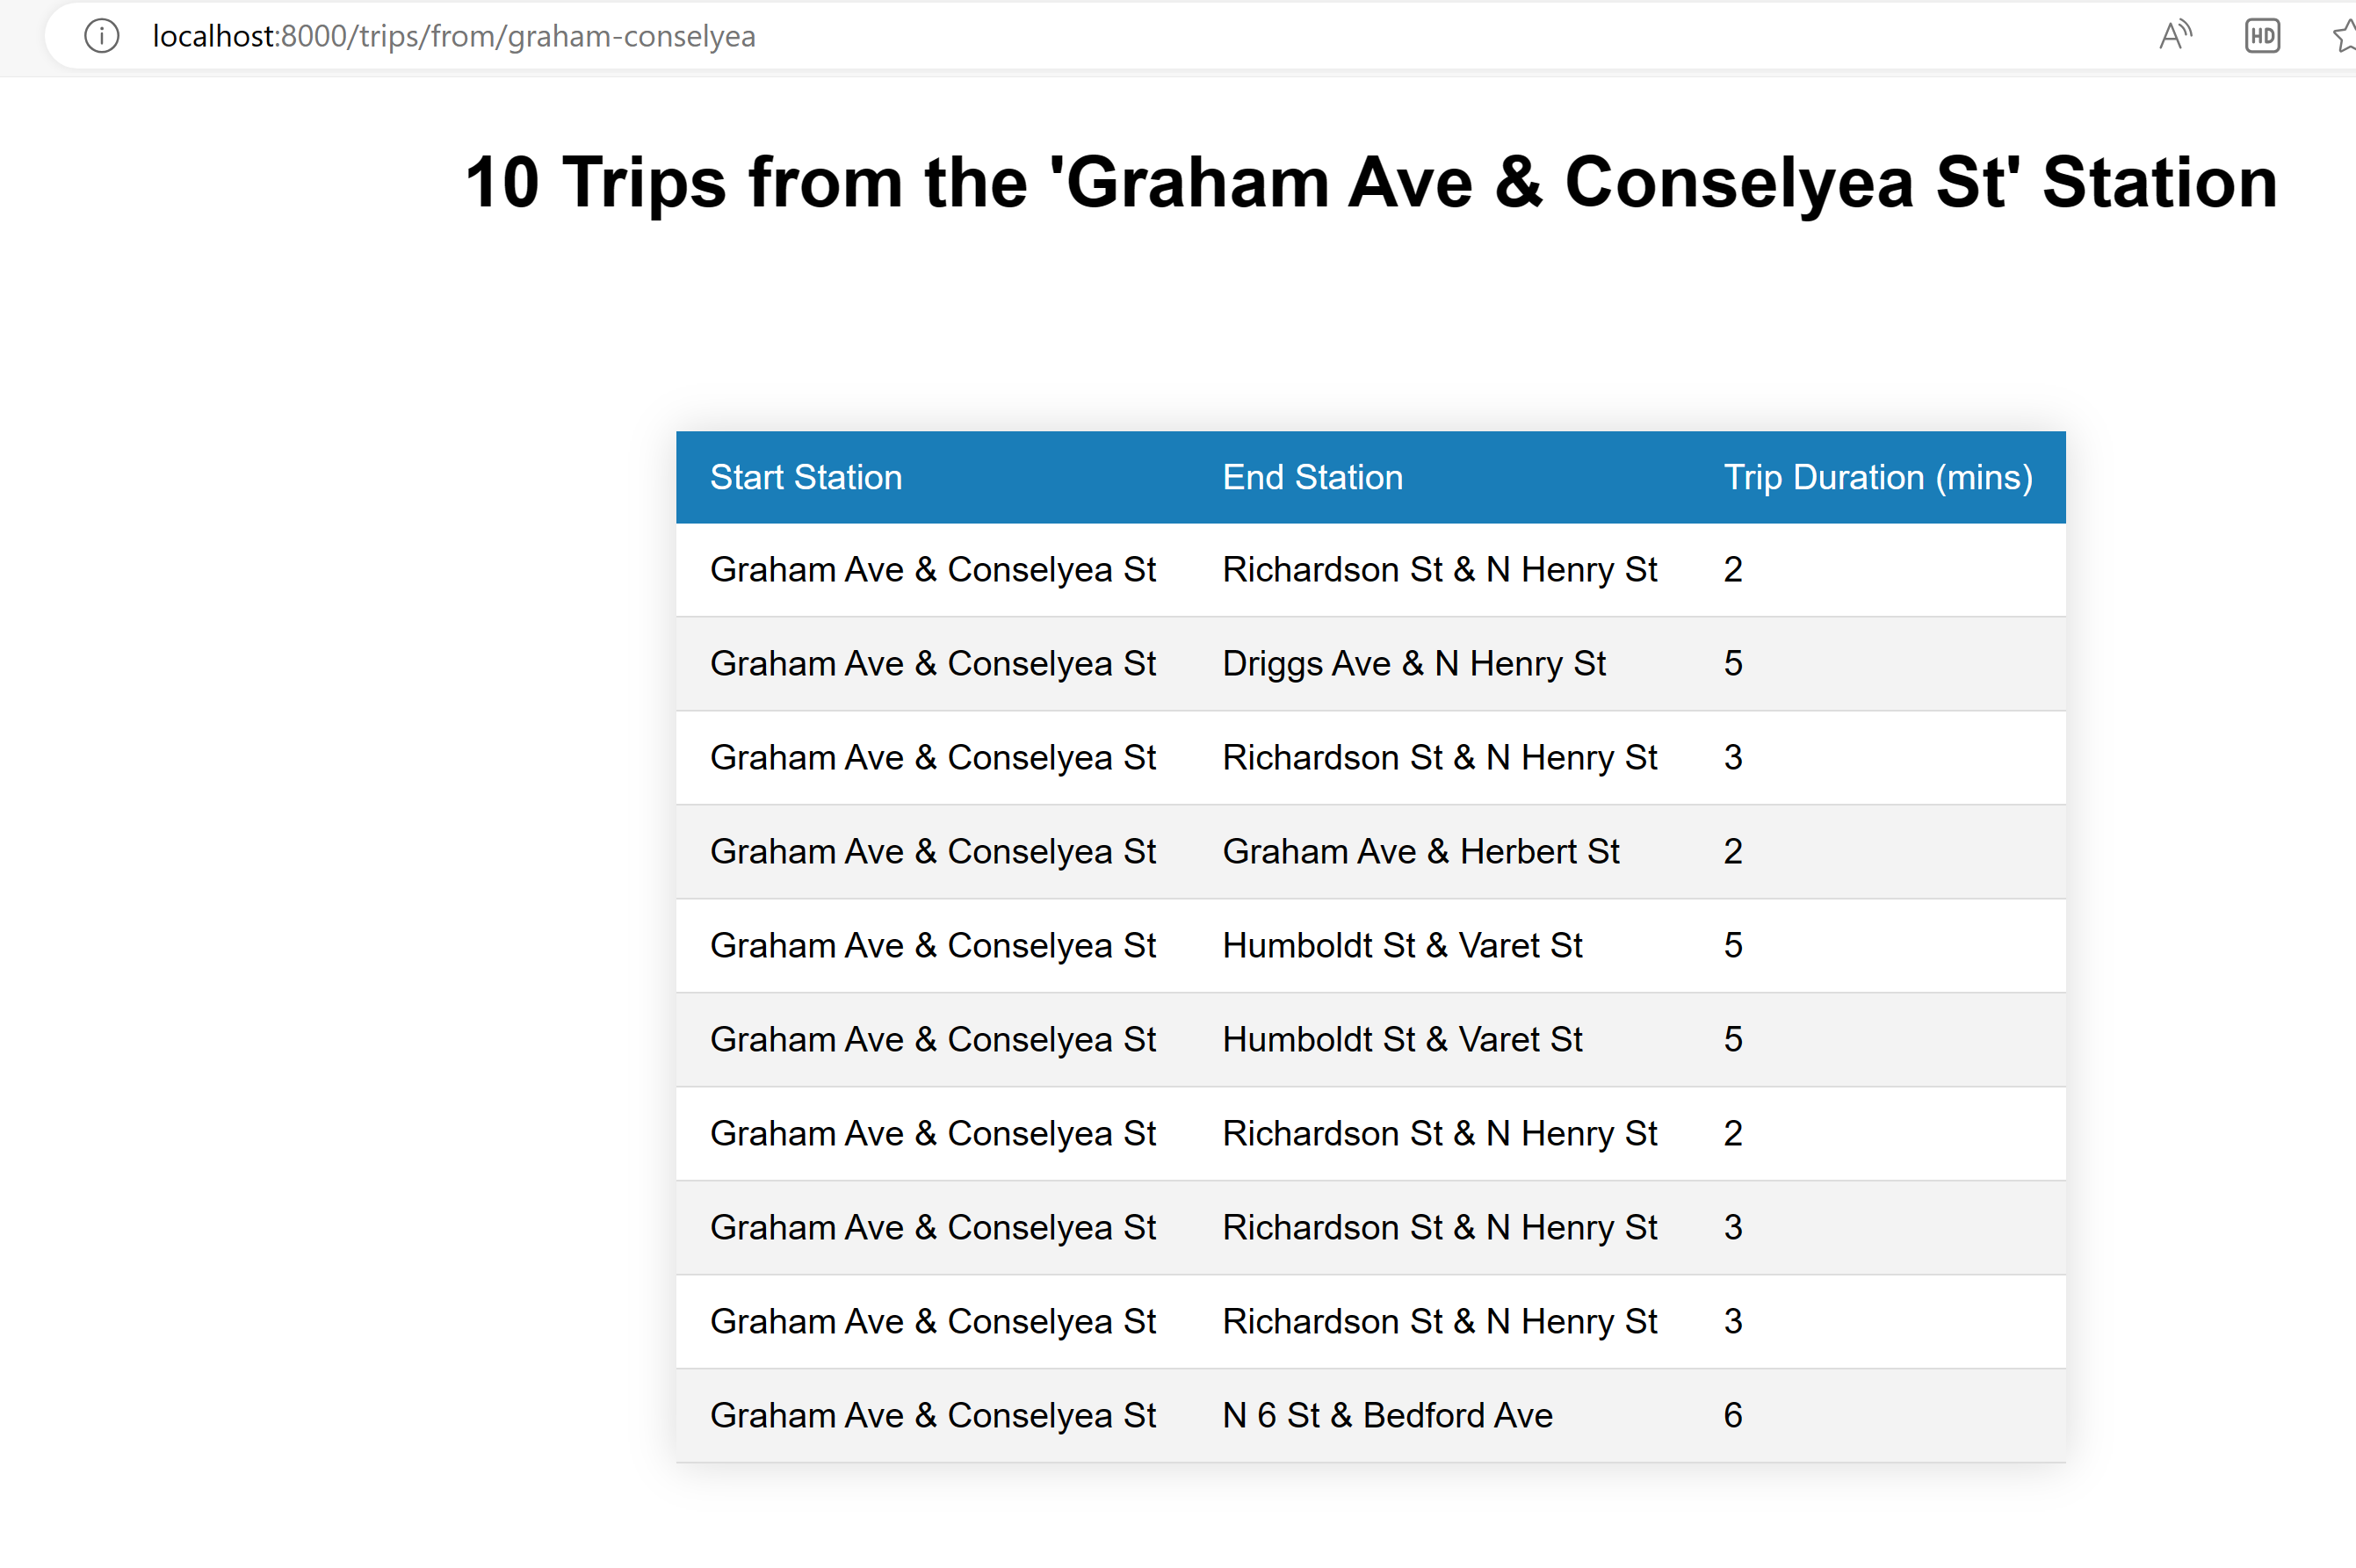 localhost:8000/trips/from/graham-conselyea
A HD
10 Trips from the 'Graham Ave & Conselyea St' Station
Start Station End Station Trip Duration (mins)
Graham Ave & Conselyea St Richardson St & N Henry St 2
Graham Ave & Conselyea St Driggs Ave & N Henry St 5
Graham Ave & Conselyea St Richardson St & N Henry St 3
Graham Ave & Conselyea St Graham Ave & Herbert St 2
Graham Ave & Conselyea St Humboldt St & Varet St 5
Graham Ave & Conselyea St Humboldt St & Varet St 5
Graham Ave & Conselyea St Richardson St & N Henry St 2
Graham Ave & Conselyea St Richardson St & N Henry St 3
Graham Ave & Conselyea St Richardson St & N Henry St 3
Graham Ave & Conselyea St N 6 St & Bedford Ave 6